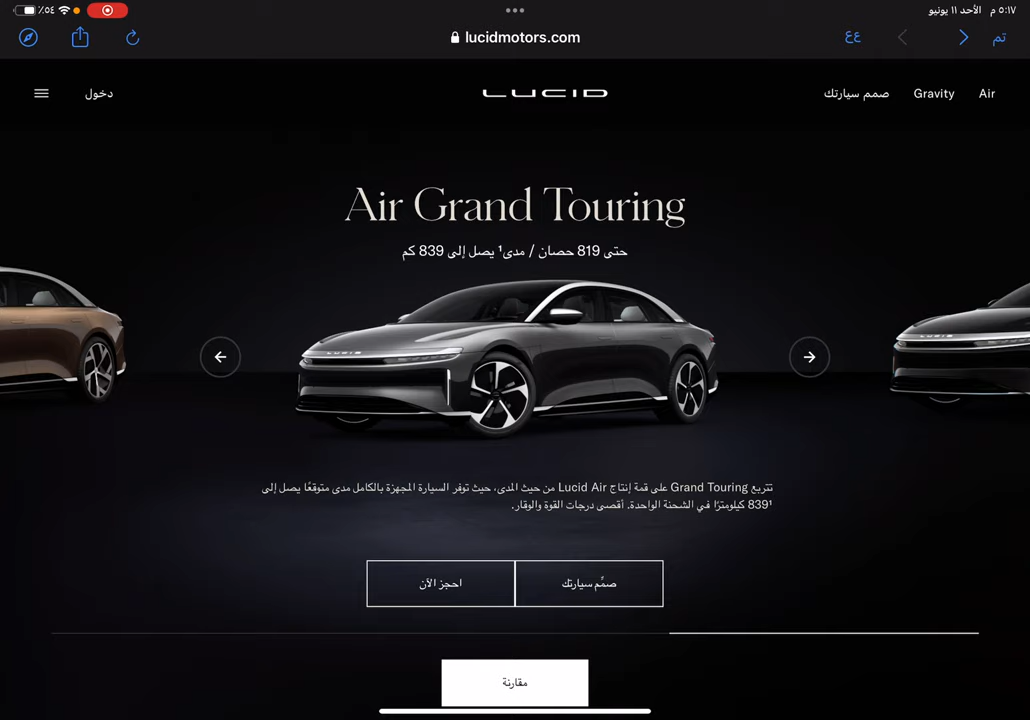 ٥:١٧ م الأحد ١١ يونيو
٪٥٤
تم
lucidmotors.com
عع
Air
Gravity
صمم سيارتك
LUCID
دخول
Air Grand Touring
حتى 819 حصان / مدى¹ يصل إلى 839 كم
LUCID
تتربع Grand Touring على قمة إنتاج Lucid Air من حيث المدى، حيث توفر السيارة المجهزة بالكامل مدى متوقعًا يصل إلى
839¹ كيلومترًا في الشحنة الواحدة. أقصى درجات القوة والوقار.
صمِّم سيارتك
احجز الآن
مقارنة